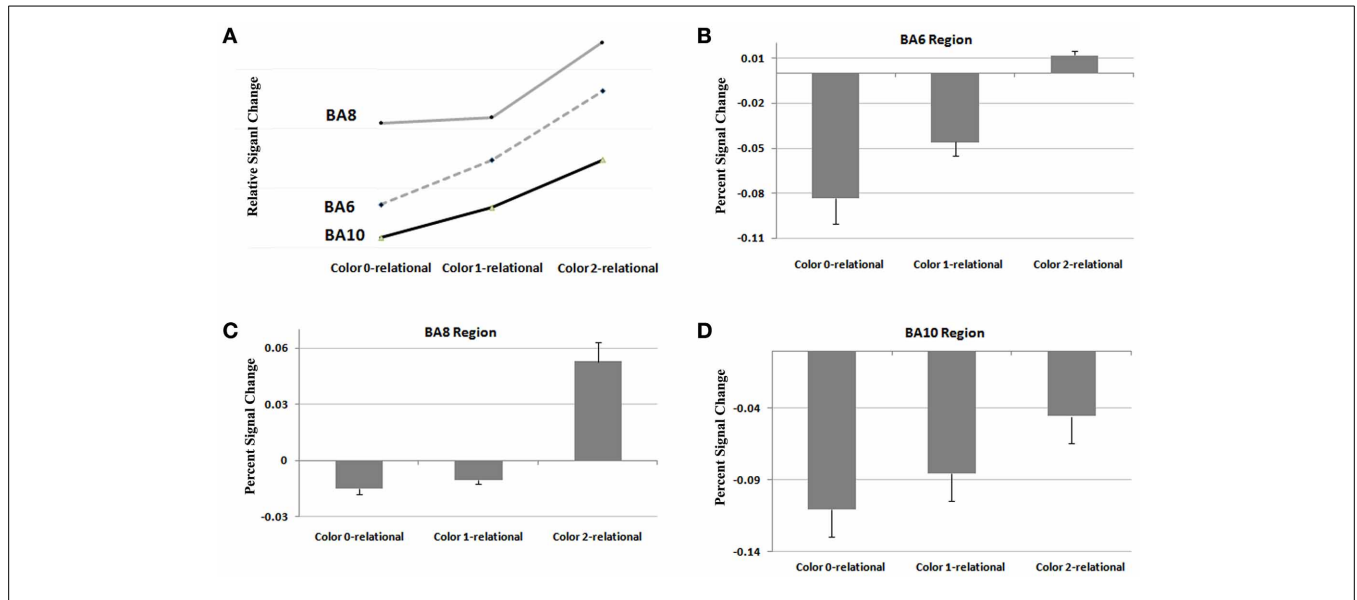 A
Relative Siganl Change
BA8
BA6
BA10
Color 0-relational Color 1-relational Color 2-relational
B
BA6 Region
Percent Signal Change
0.01
-0.02
-0.05
-0.08
-0.11
Color 0-relational Color 1-relational Color 2-relational
C
BA8 Region
Percent Signal Change
0.06
0.03
0
-0.03
Color 0-relational Color 1-relational Color 2-relational
D
BA10 Region
Percent Signal Change
-0.04
-0.09
-0.14
Color 0-relational Color 1-relational Color 2-relational